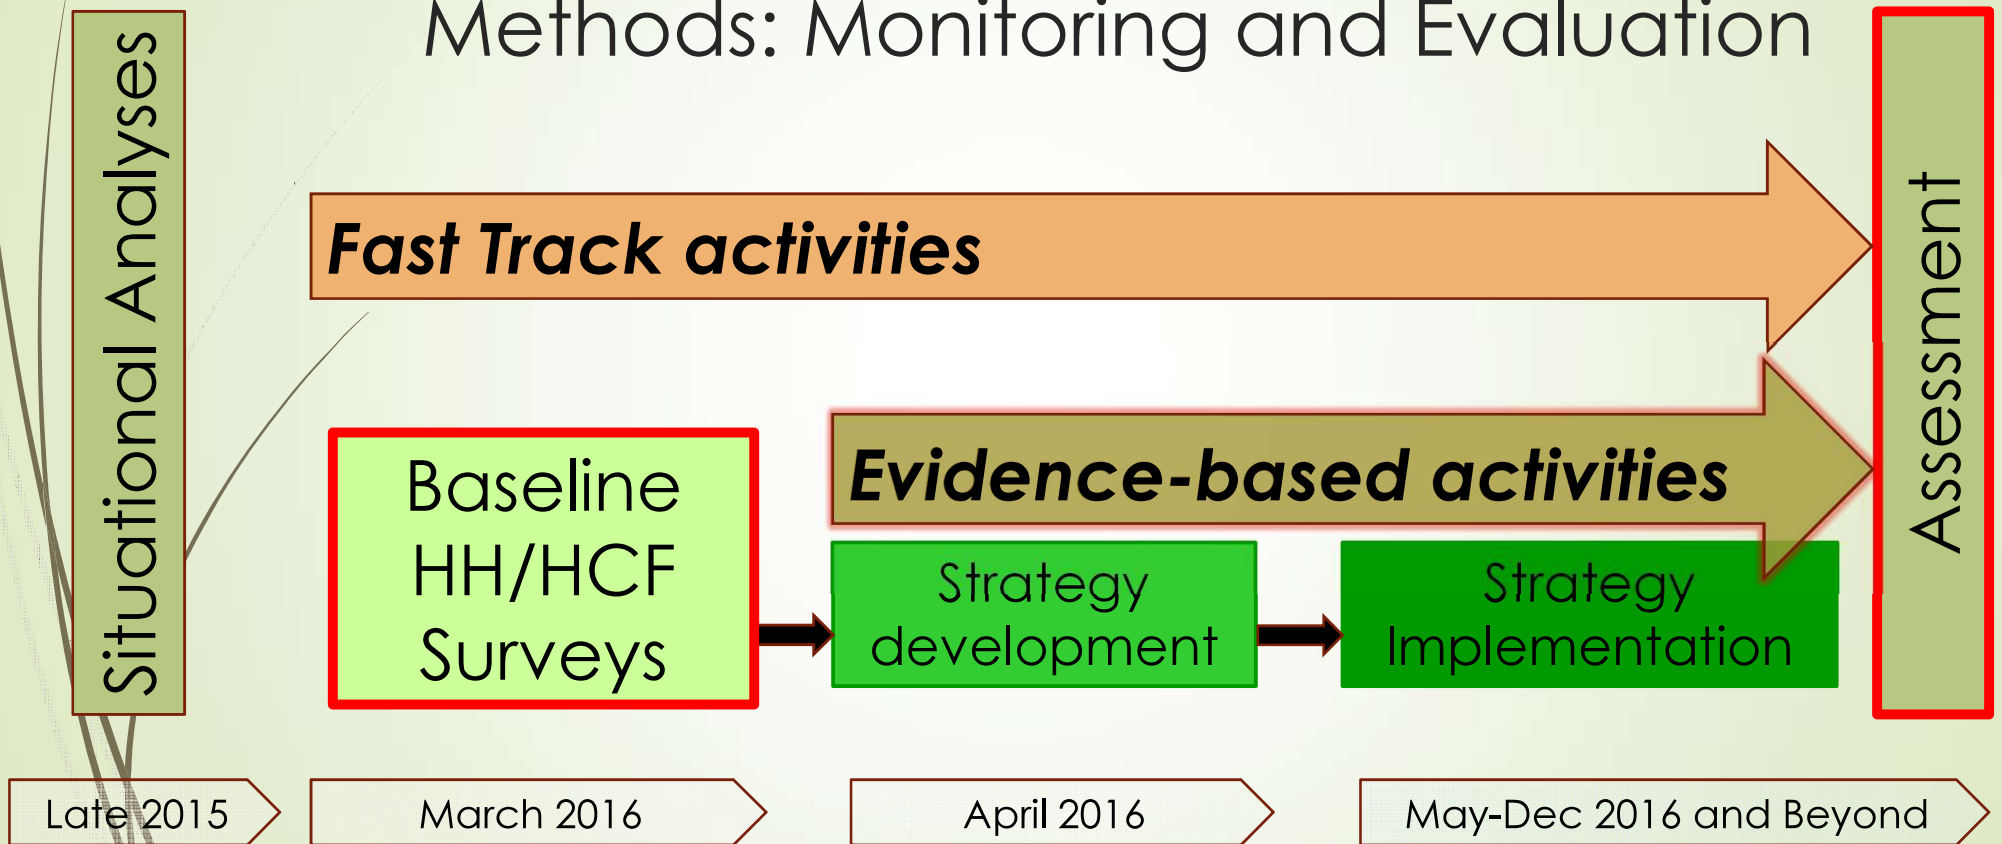 Methods: Monitoring and Evaluation
Situational Analyses
Fast Track activities
Baseline
HH/HCF
Surveys
Evidence-based activities
Strategy
development
Strategy
Implementation
Assessment
Late 2015
March 2016
April 2016
May-Dec 2016 and Beyond